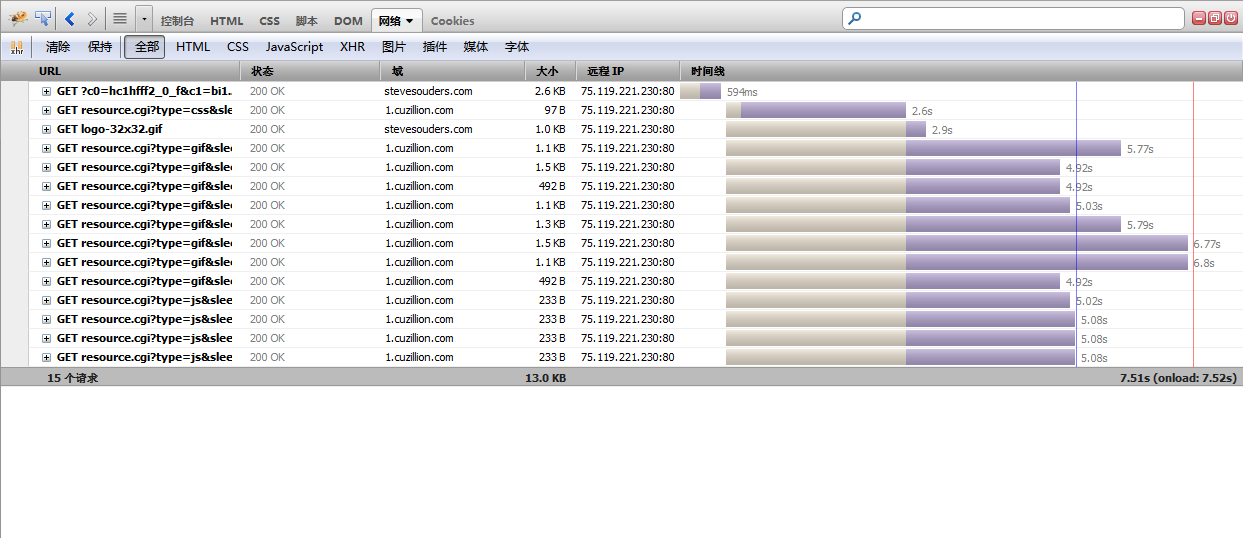 控制台 HTML CSS 脚本 DOM 网络 Cookies
xhr 清除 保持 全部 HTML CSS JavaScript XHR 图片 插件 媒体 字体
URL 状态 域 大小 远程 IP 时间线
GET ?c0=hc1hfff2_0_f&c1=bi1. 200 OK stevesouders.com 2.6 KB 75.119.221.230:80 594ms
GET resource.cgi?type=css&sle 200 OK 1.cuzillion.com 97 B 75.119.221.230:80 2.6s
GET logo-32x32.gif 200 OK stevesouders.com 1.0 KB 75.119.221.230:80 2.9s
GET resource.cgi?type=gif&slee 200 OK 1.cuzillion.com 1.1 KB 75.119.221.230:80 5.77s
GET resource.cgi?type=gif&slee 200 OK 1.cuzillion.com 1.5 KB 75.119.221.230:80 4.92s
GET resource.cgi?type=gif&slee 200 OK 1.cuzillion.com 492 B 75.119.221.230:80 4.92s
GET resource.cgi?type=gif&slee 200 OK 1.cuzillion.com 1.1 KB 75.119.221.230:80 5.03s
GET resource.cgi?type=gif&slee 200 OK 1.cuzillion.com 1.3 KB 75.119.221.230:80 5.79s
GET resource.cgi?type=gif&slee 200 OK 1.cuzillion.com 1.5 KB 75.119.221.230:80 6.77s
GET resource.cgi?type=gif&slee 200 OK 1.cuzillion.com 1.1 KB 75.119.221.230:80 6.8s
GET resource.cgi?type=gif&slee 200 OK 1.cuzillion.com 492 B 75.119.221.230:80 4.92s
GET resource.cgi?type=js&slee 200 OK 1.cuzillion.com 233 B 75.119.221.230:80 5.02s
GET resource.cgi?type=js&slee 200 OK 1.cuzillion.com 233 B 75.119.221.230:80 5.08s
GET resource.cgi?type=js&slee 200 OK 1.cuzillion.com 233 B 75.119.221.230:80 5.08s
GET resource.cgi?type=js&slee 200 OK 1.cuzillion.com 233 B 75.119.221.230:80 5.08s
15 个请求 13.0 KB 7.51s (onload: 7.52s)